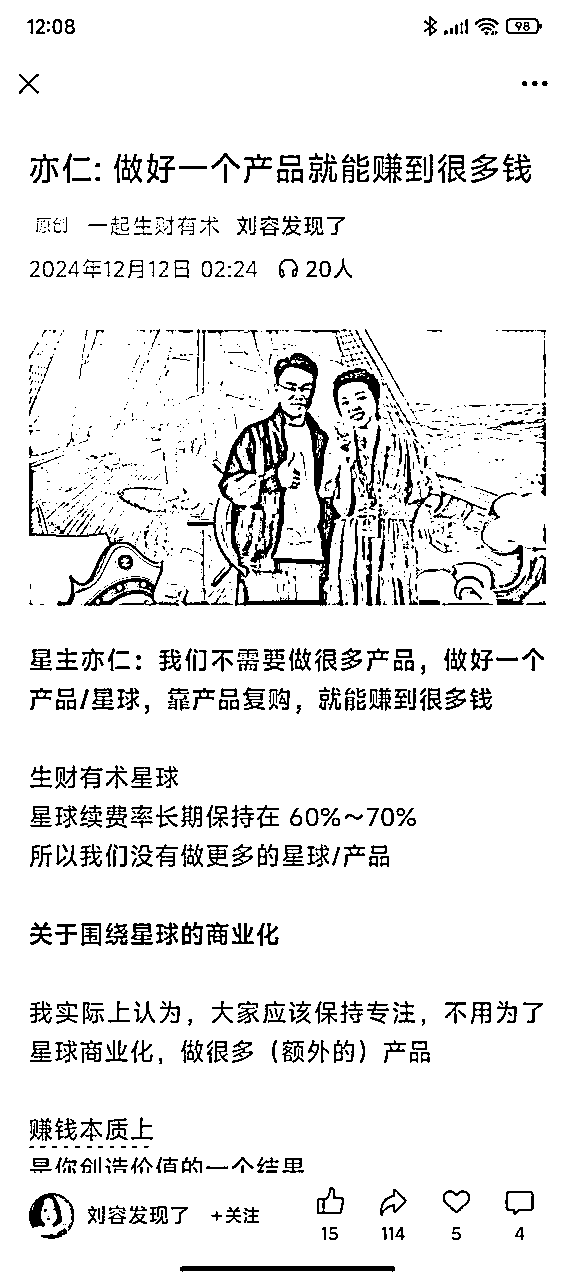 12:08
98
亦仁: 做好一个产品就能赚到很多钱
原创 一起生财有术 刘容发现了
2024年12月12日 02:24 20人
星主亦仁：我们不需要做很多产品，做好一个
产品/星球，靠产品复购，就能赚到很多钱
生财有术星球
星球续费率长期保持在 60%～70%
所以我们没有做更多的星球/产品
关于围绕星球的商业化
我实际上认为，大家应该保持专注，不用为了
星球商业化，做很多（额外的）产品
赚钱本质上
是你创造价值的一个结果
刘容发现了 +关注
15 114 5 4